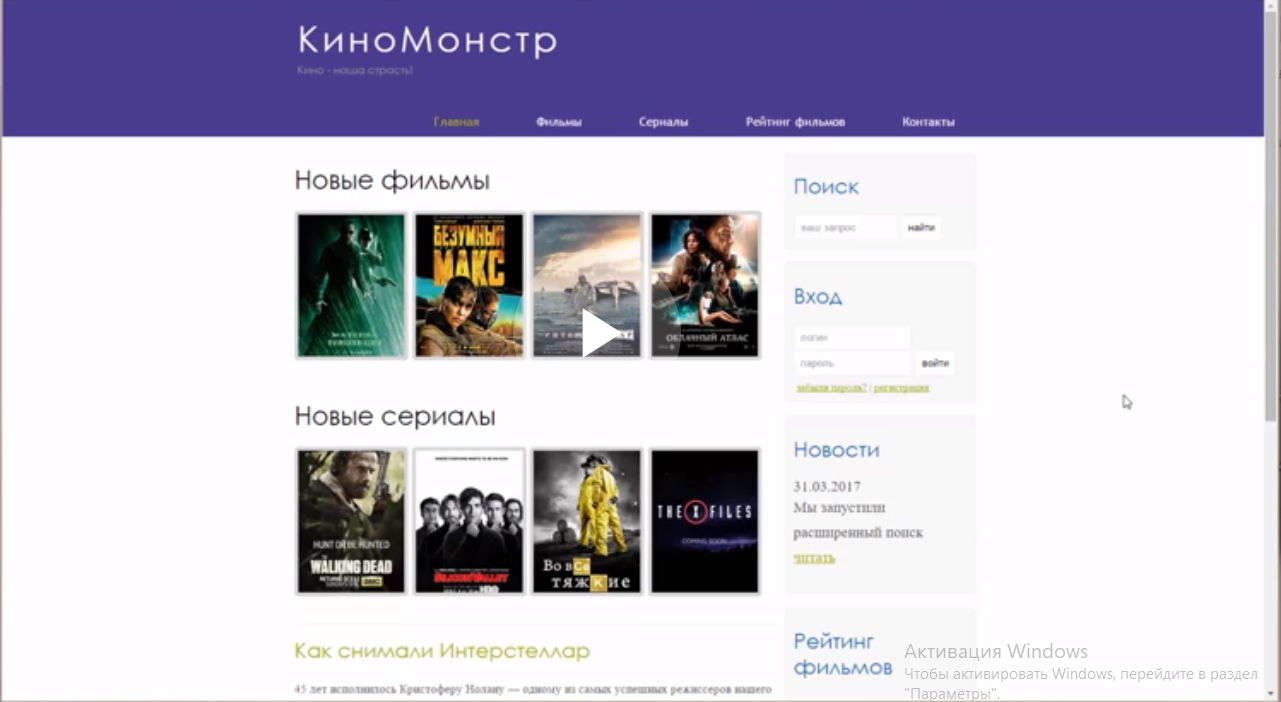 КиноМонстр
Кино - наша страсть!
Главная Фильмы Сериалы Рейтинг фильмов Контакты
Новые фильмы
БЕЗУМНЫЙ
МАКС
ОБЛАЧНЫЙ АТЛАС
Новые сериалы
HUNT OR BE HUNTED
THE
WALKING DEAD
AMC
SILICON VALLEY
HBO
Во все
тяжкие
THE X FILES
COMING SOON
Как снимали Интерстеллар
45 лет исполнилось Кристоферу Нолану — одному из самых успешных режиссеров нашего
Поиск
ваш запрос найти
Вход
логин
пароль войти
забыли пароль? | регистрация
Новости
31.03.2017
Мы запустили
расширенный поиск
читать
Рейтинг
фильмов
Активация Windows
Чтобы активировать Windows, перейдите в раздел
"Параметры".